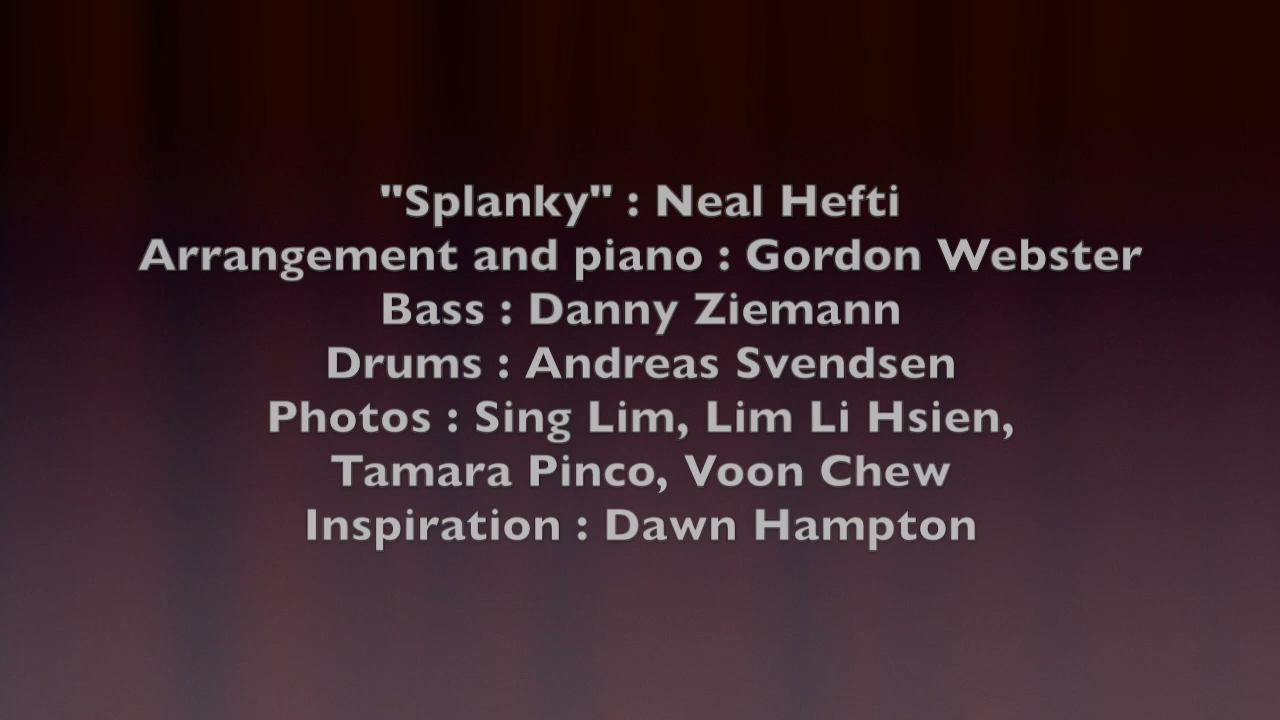 "Splanky" : Neal Hefti
Arrangement and piano : Gordon Webster
Bass : Danny Ziemann
Drums : Andreas Svendsen
Photos : Sing Lim, Lim Li Hsien,
Tamara Pinco, Voon Chew
Inspiration : Dawn Hampton